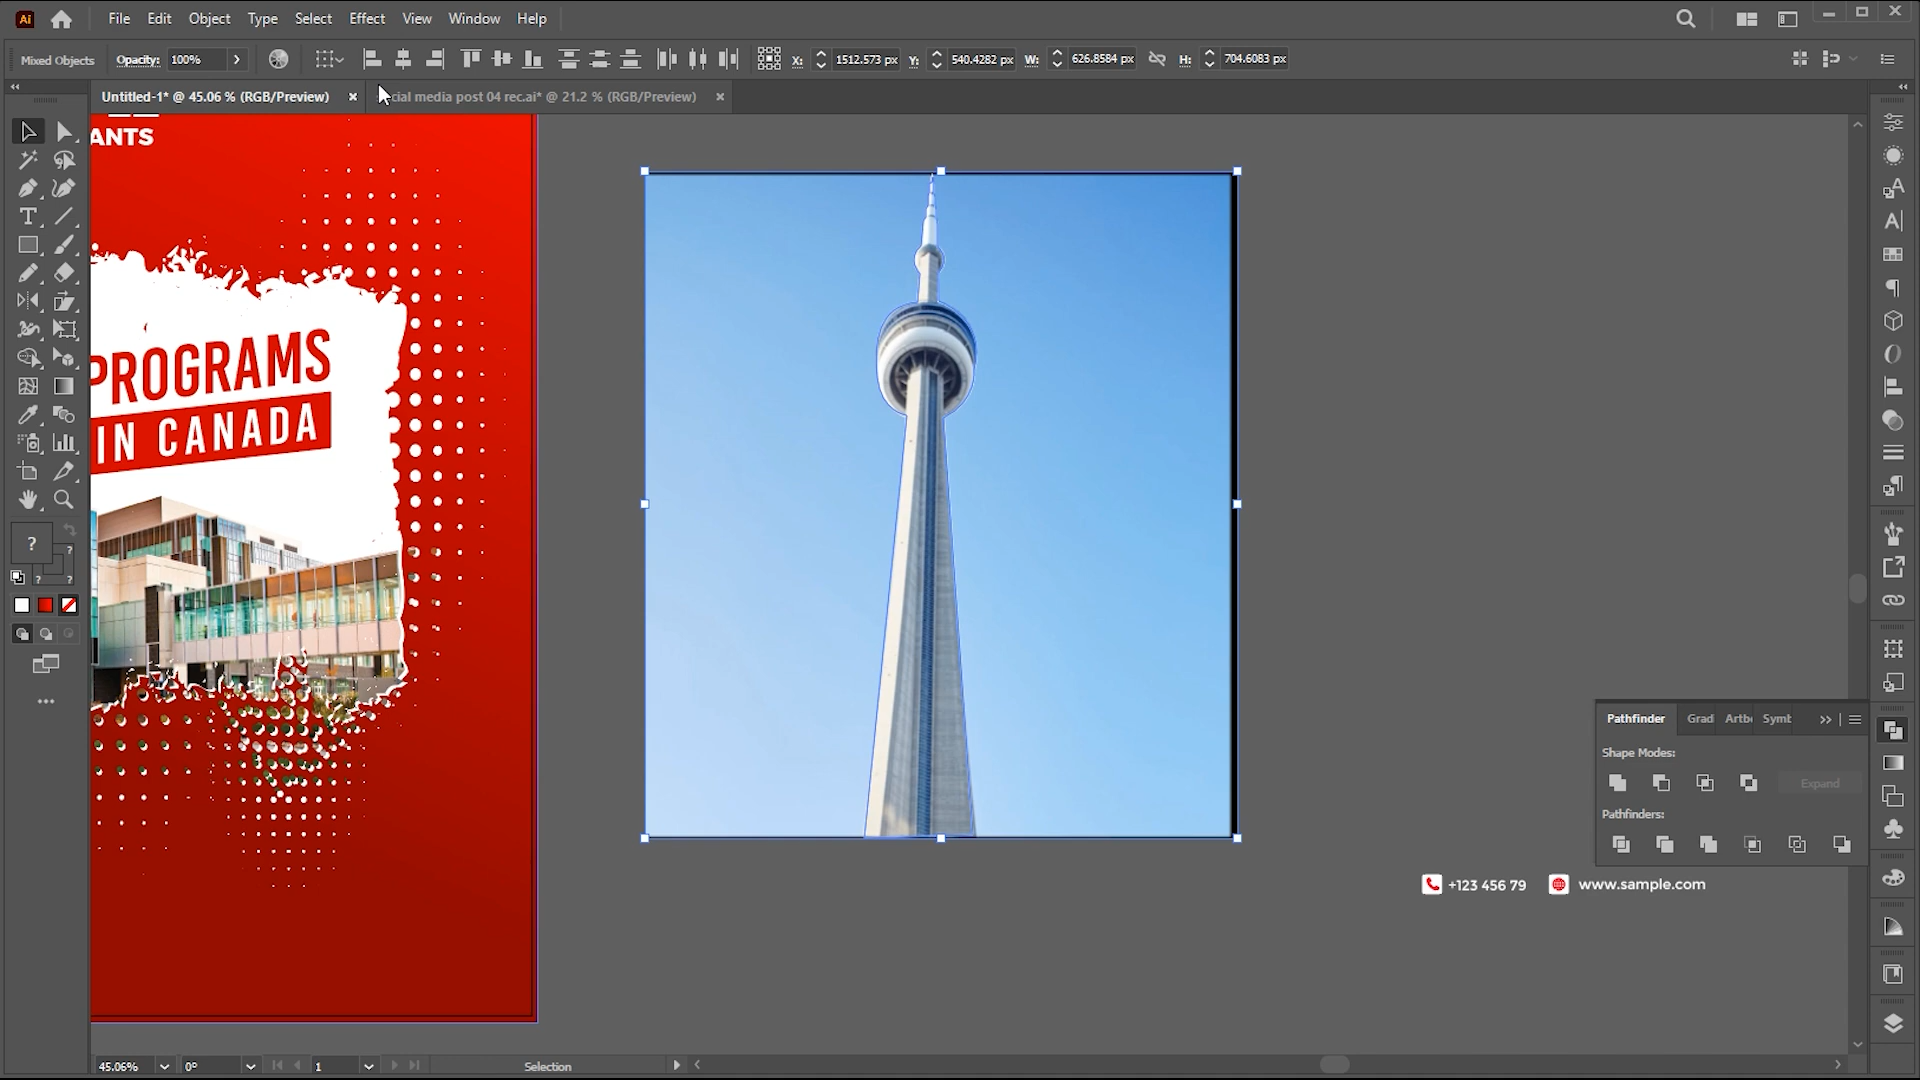 Ai File Edit Object Type Select Effect View Window Help
Mixed Objects Opacity: 100% X: 1512.573 px Y: 540.4282 px W: 626.8584 px H: 704.6083 px
Untitled-1* @ 45.06 % (RGB/Preview) × cial media post 04 rec.ai* @ 21.2 % (RGB/Preview) ×
ANTS
PROGRAMS
IN CANADA
?
?
? ?
Pathfinder Grad Artb Symb
Shape Modes:
Expand
Pathfinders:
+123 456 79 www.sample.com
45.06% 0° 1 Selection